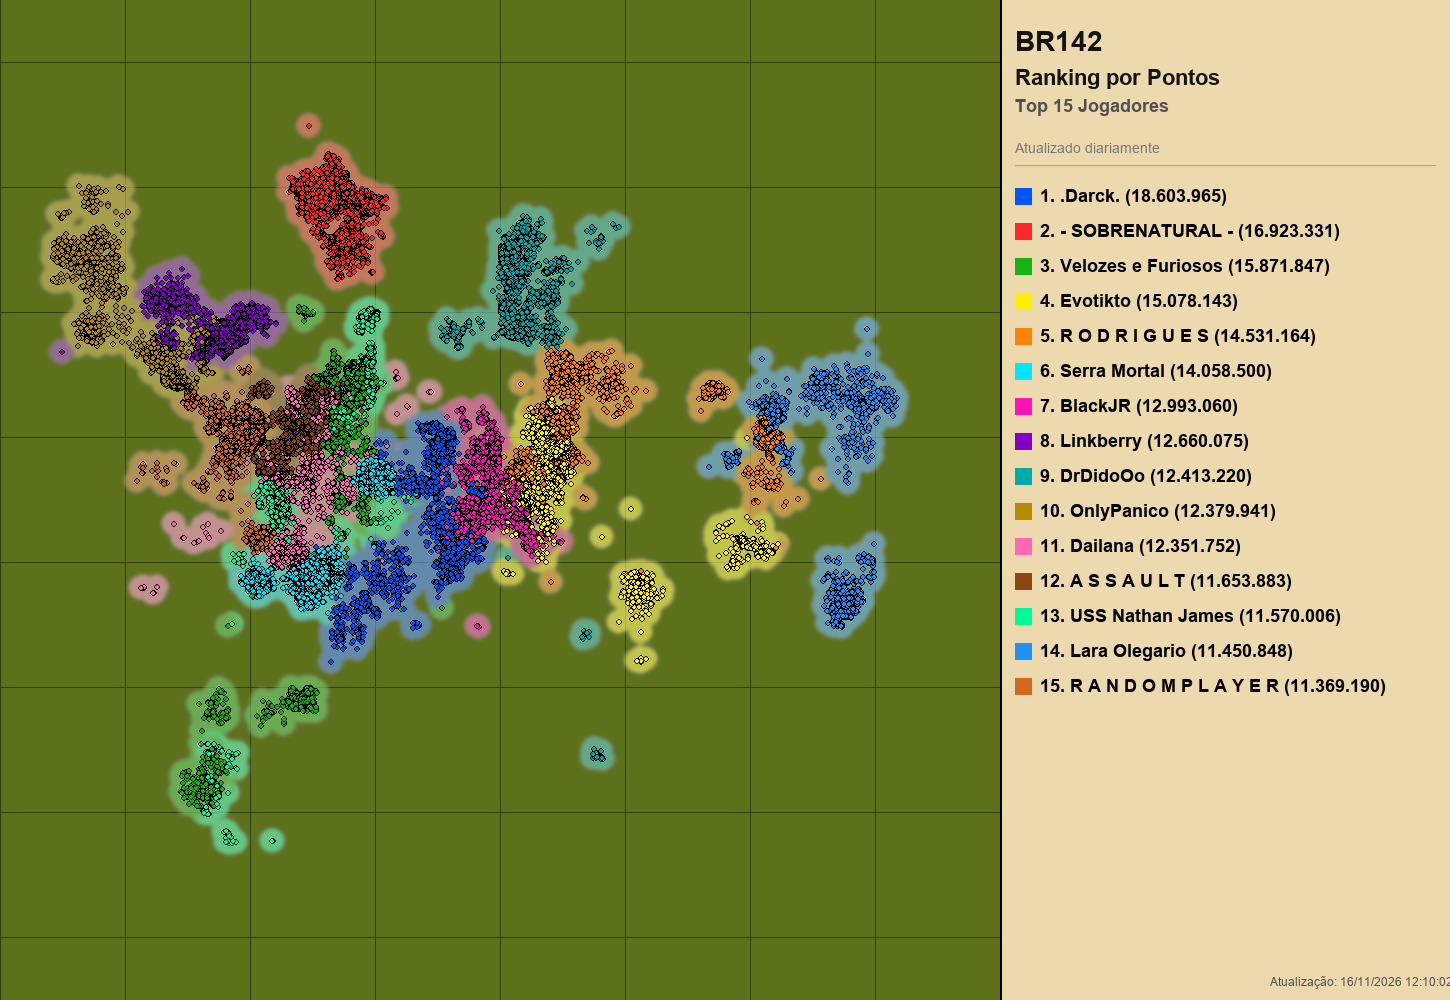 BR142
Ranking por Pontos
Top 15 Jogadores
Atualizado diariamente
1. .Darck. (18.603.965)
2. - SOBRENATURAL - (16.923.331)
3. Velozes e Furiosos (15.871.847)
4. Evotikto (15.078.143)
5. R O D R I G U E S (14.531.164)
6. Serra Mortal (14.058.500)
7. BlackJR (12.993.060)
8. Linkberry (12.660.075)
9. DrDidoOo (12.413.220)
10. OnlyPanico (12.379.941)
11. Dailana (12.351.752)
12. A S S A U L T (11.653.883)
13. USS Nathan James (11.570.006)
14. Lara Olegario (11.450.848)
15. R A N D O M P L A Y E R (11.369.190)
Atualização: 16/11/2026 12:10:02